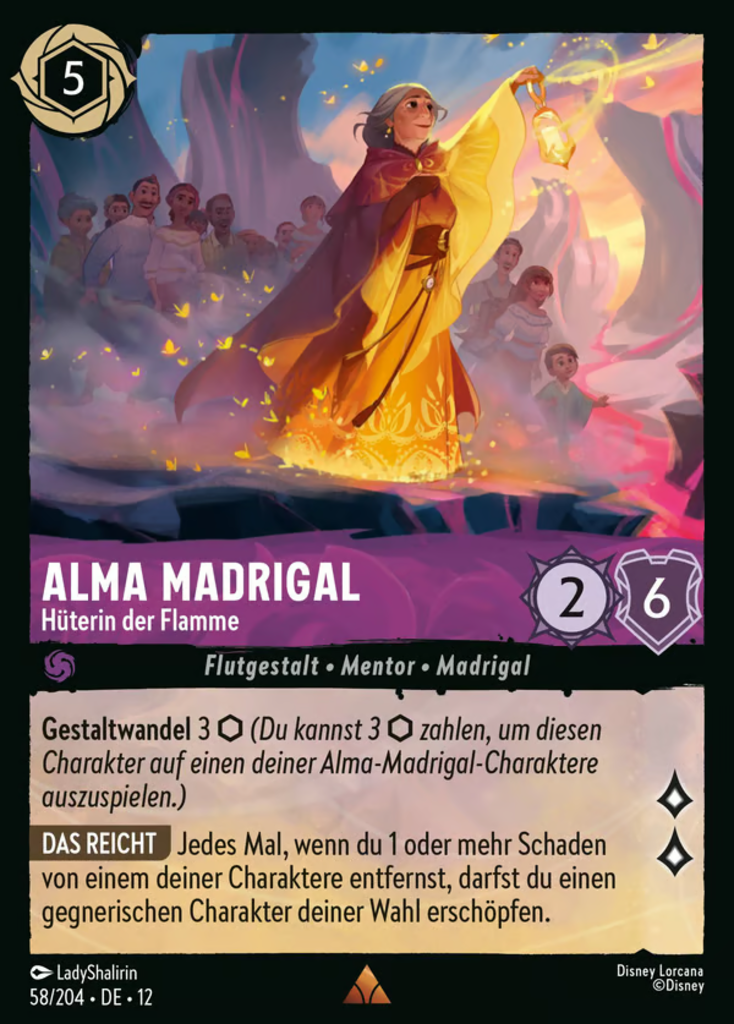 5
ALMA MADRIGAL
Hüterin der Flamme
2
6
Flutgestalt • Mentor • Madrigal
Gestaltwandel 3 ⬡ (Du kannst 3 ⬡ zahlen, um diesen
Charakter auf einen deiner Alma-Madrigal-Charaktere
auszuspielen.)
DAS REICHT Jedes Mal, wenn du 1 oder mehr Schaden
von einem deiner Charaktere entfernst, darfst du einen
gegnerischen Charakter deiner Wahl erschöpfen.
LadyShalirin
58/204 • DE • 12
Disney Lorcana
©Disney